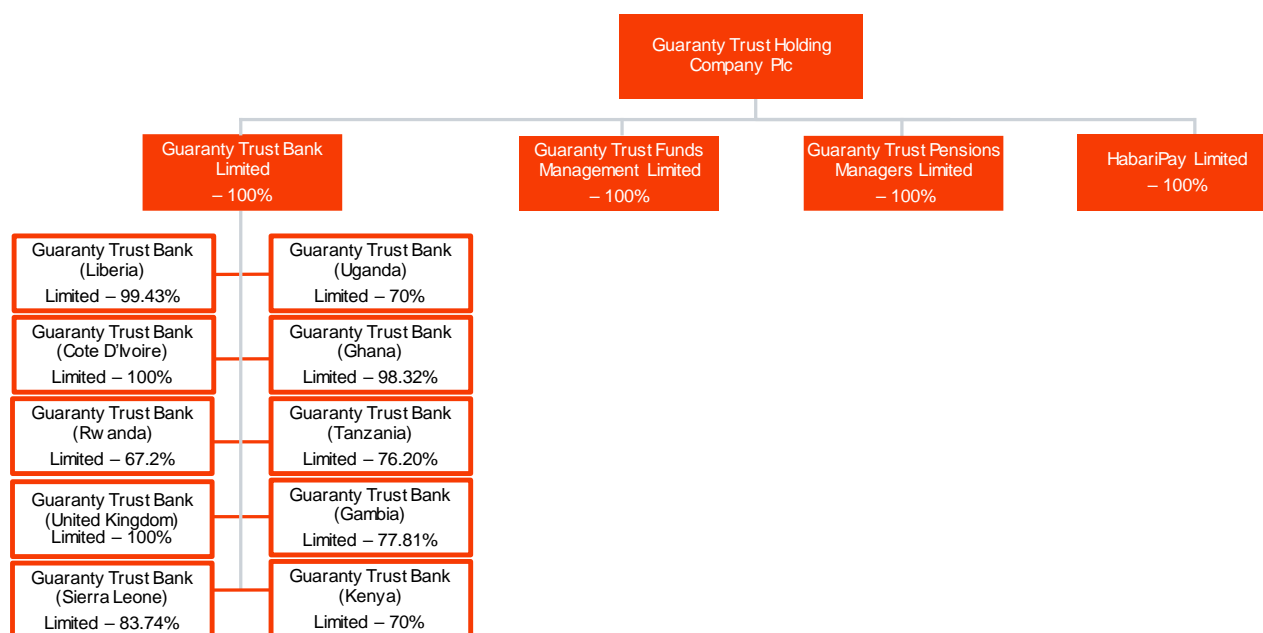 Guaranty Trust Holding
Company Plc
Guaranty Trust Bank
Limited
– 100%
Guaranty Trust Funds
Management Limited
– 100%
Guaranty Trust Pensions
Managers Limited
– 100%
HabariPay Limited
– 100%
Guaranty Trust Bank
(Liberia)
Limited – 99.43%
Guaranty Trust Bank
(Uganda)
Limited – 70%
Guaranty Trust Bank
(Cote D'Ivoire)
Limited – 100%
Guaranty Trust Bank
(Ghana)
Limited – 98.32%
Guaranty Trust Bank
(Rwanda)
Limited – 67.2%
Guaranty Trust Bank
(Tanzania)
Limited – 76.20%
Guaranty Trust Bank
(United Kingdom)
Limited – 100%
Guaranty Trust Bank
(Gambia)
Limited – 77.81%
Guaranty Trust Bank
(Sierra Leone)
Limited – 83.74%
Guaranty Trust Bank
(Kenya)
Limited – 70%